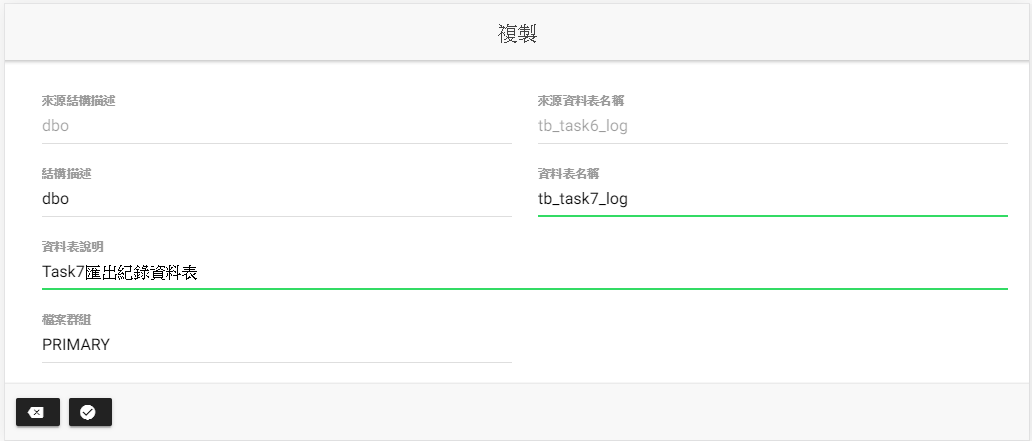 複製
來源結構描述
來源資料表名稱
dbo
tb_task6_log
結構描述
資料表名稱
dbo
tb_task7_log
資料表說明
Task7匯出紀錄資料表
檔案群組
PRIMARY